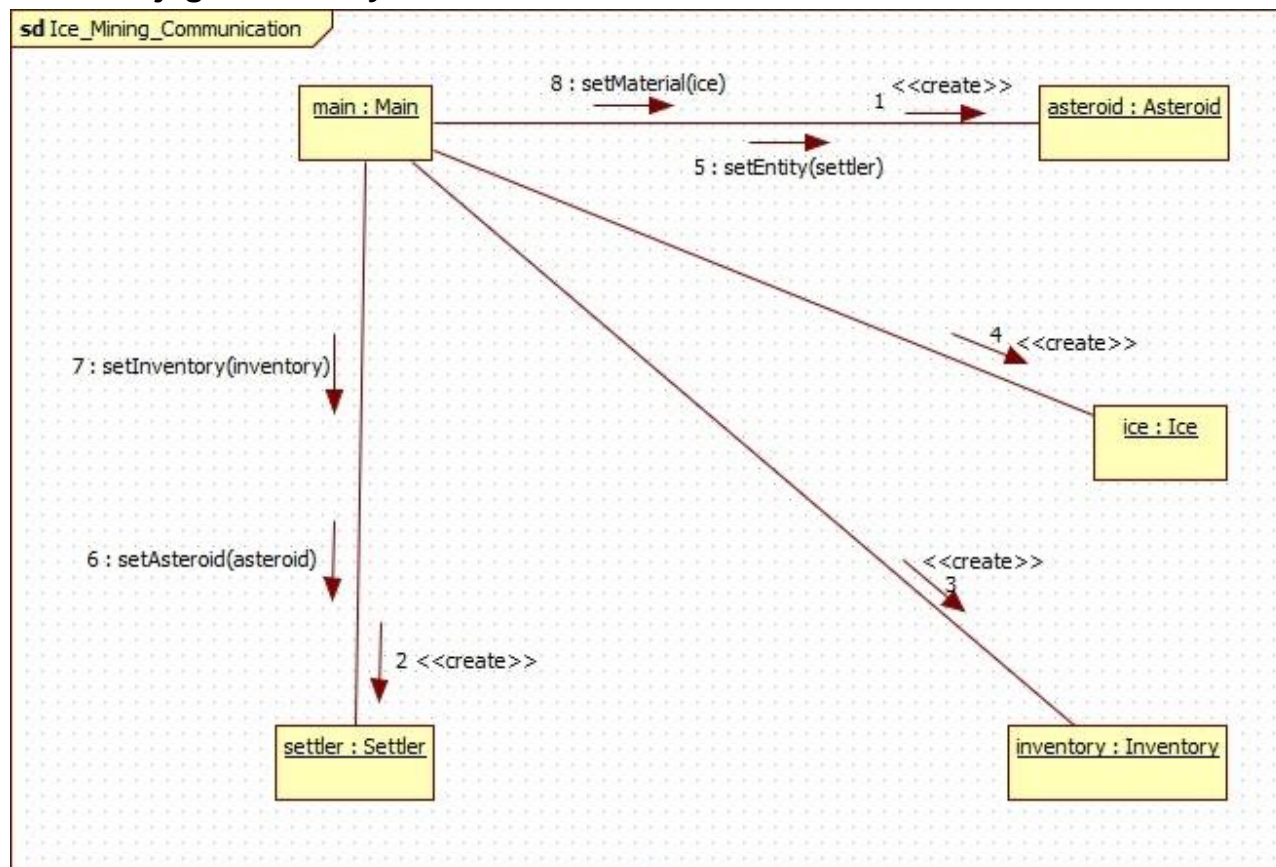 sd Ice_Mining_Communication
8 : setMaterial(ice)
<<create>>
1
main : Main
asteroid : Asteroid
5 : setEntity(settler)
4 <<create>>
7 : setInventory(inventory)
ice : Ice
6 : setAsteroid(asteroid)
<<create>>
3
2 <<create>>
settler : Settler
inventory : Inventory